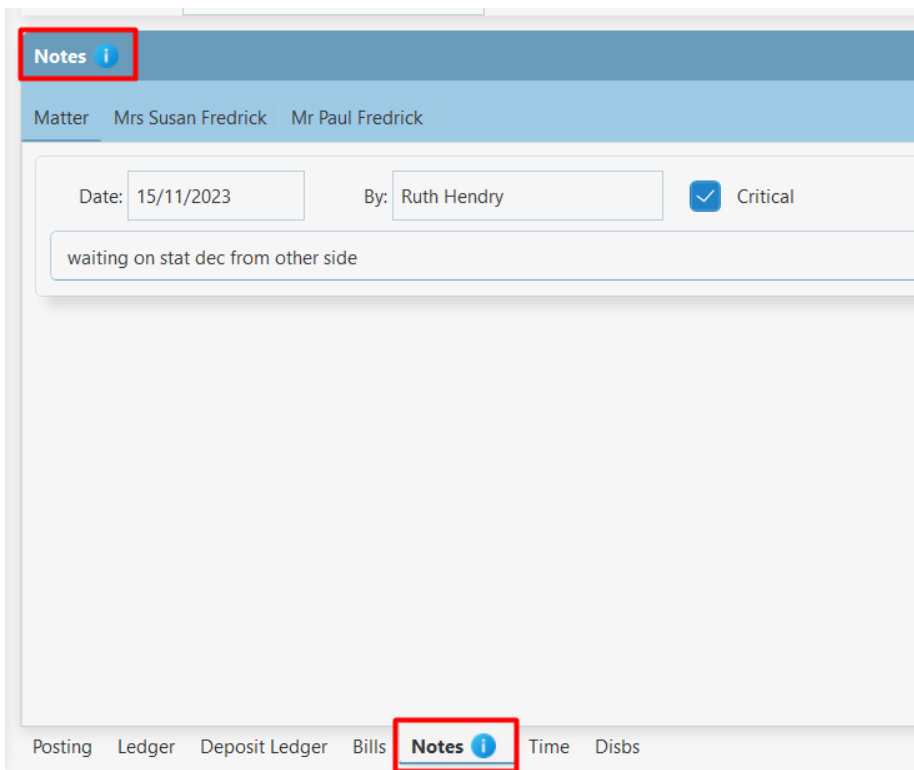 Notes
Matter Mrs Susan Fredrick Mr Paul Fredrick
Date: 15/11/2023 By: Ruth Hendry Critical
waiting on stat dec from other side
Posting Ledger Deposit Ledger Bills Notes Time Disbs